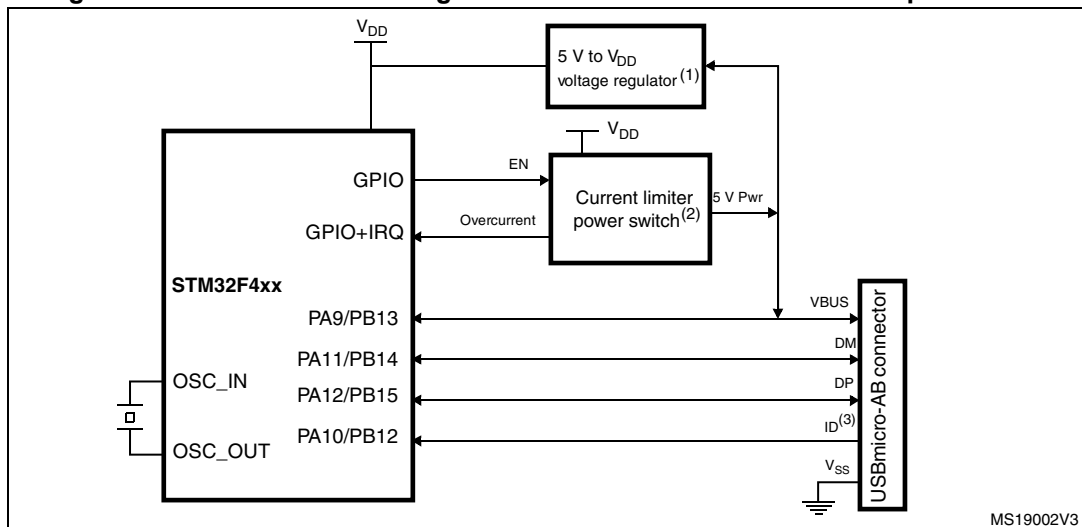 VDD
5 V to VDD
voltage regulator(1)
VDD
GPIO
EN
Current limiter
power switch(2)
5 V Pwr
GPIO+IRQ
Overcurrent
STM32F4xx
PA9/PB13
VBUS
PA11/PB14
DM
OSC_IN
PA12/PB15
DP
PA10/PB12
ID(3)
OSC_OUT
VSS
USBmicro-AB connector
MS19002V3